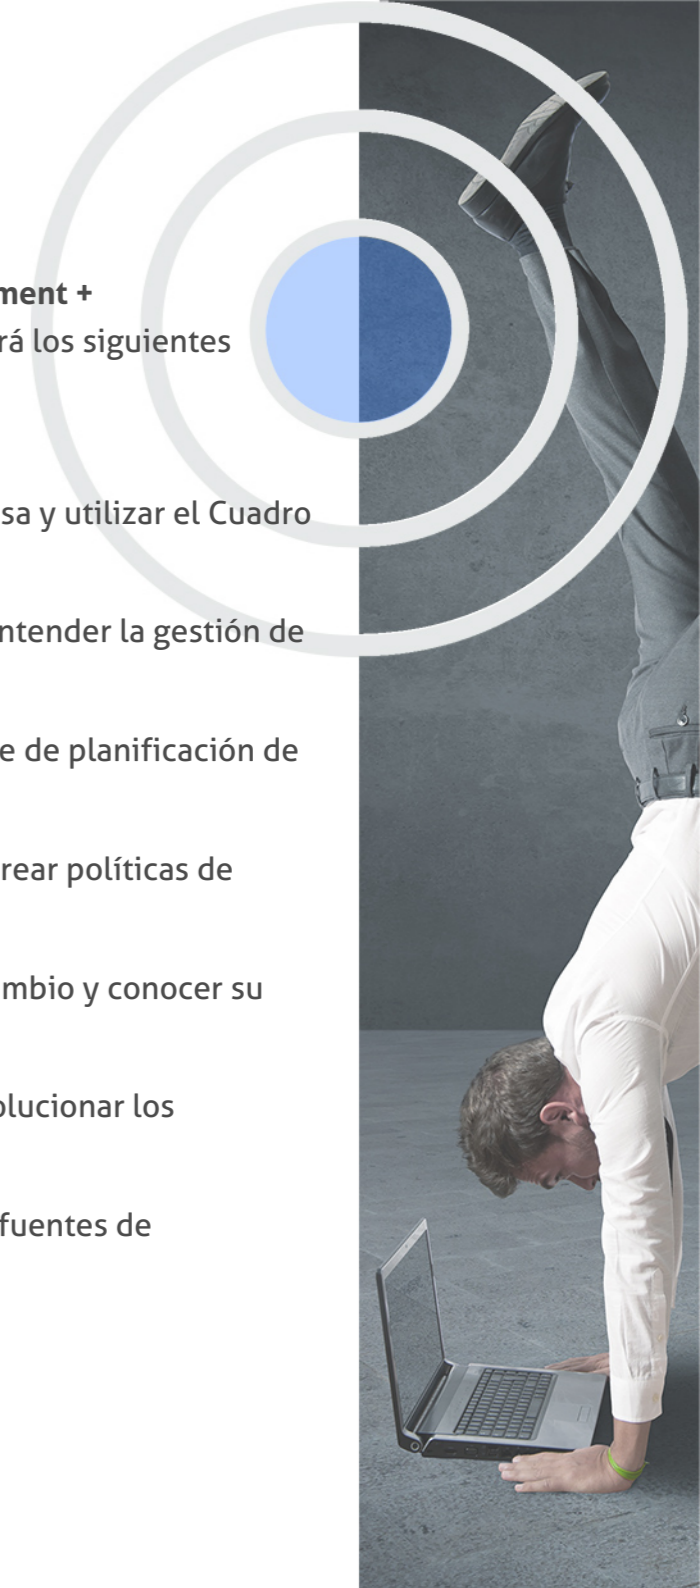 ment +
rá los siguientes
sa y utilizar el Cuadro
ntender la gestión de
e de planificación de
rear políticas de
mbio y conocer su
olucionar los
fuentes de